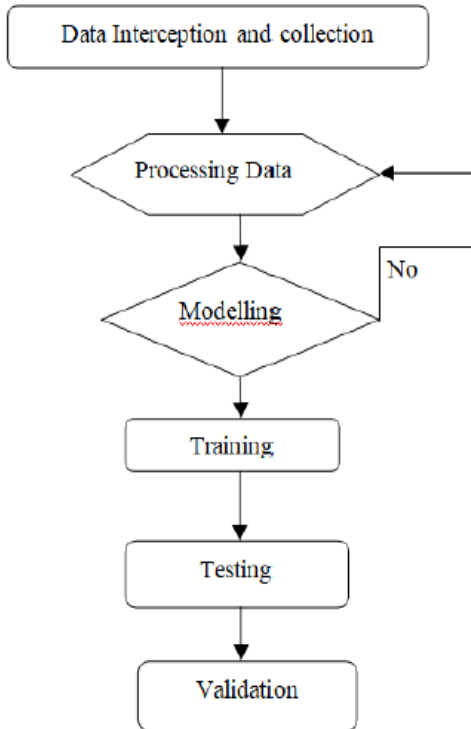 Data Interception and collection
Processing Data
No
Modelling
Training
Testing
Validation